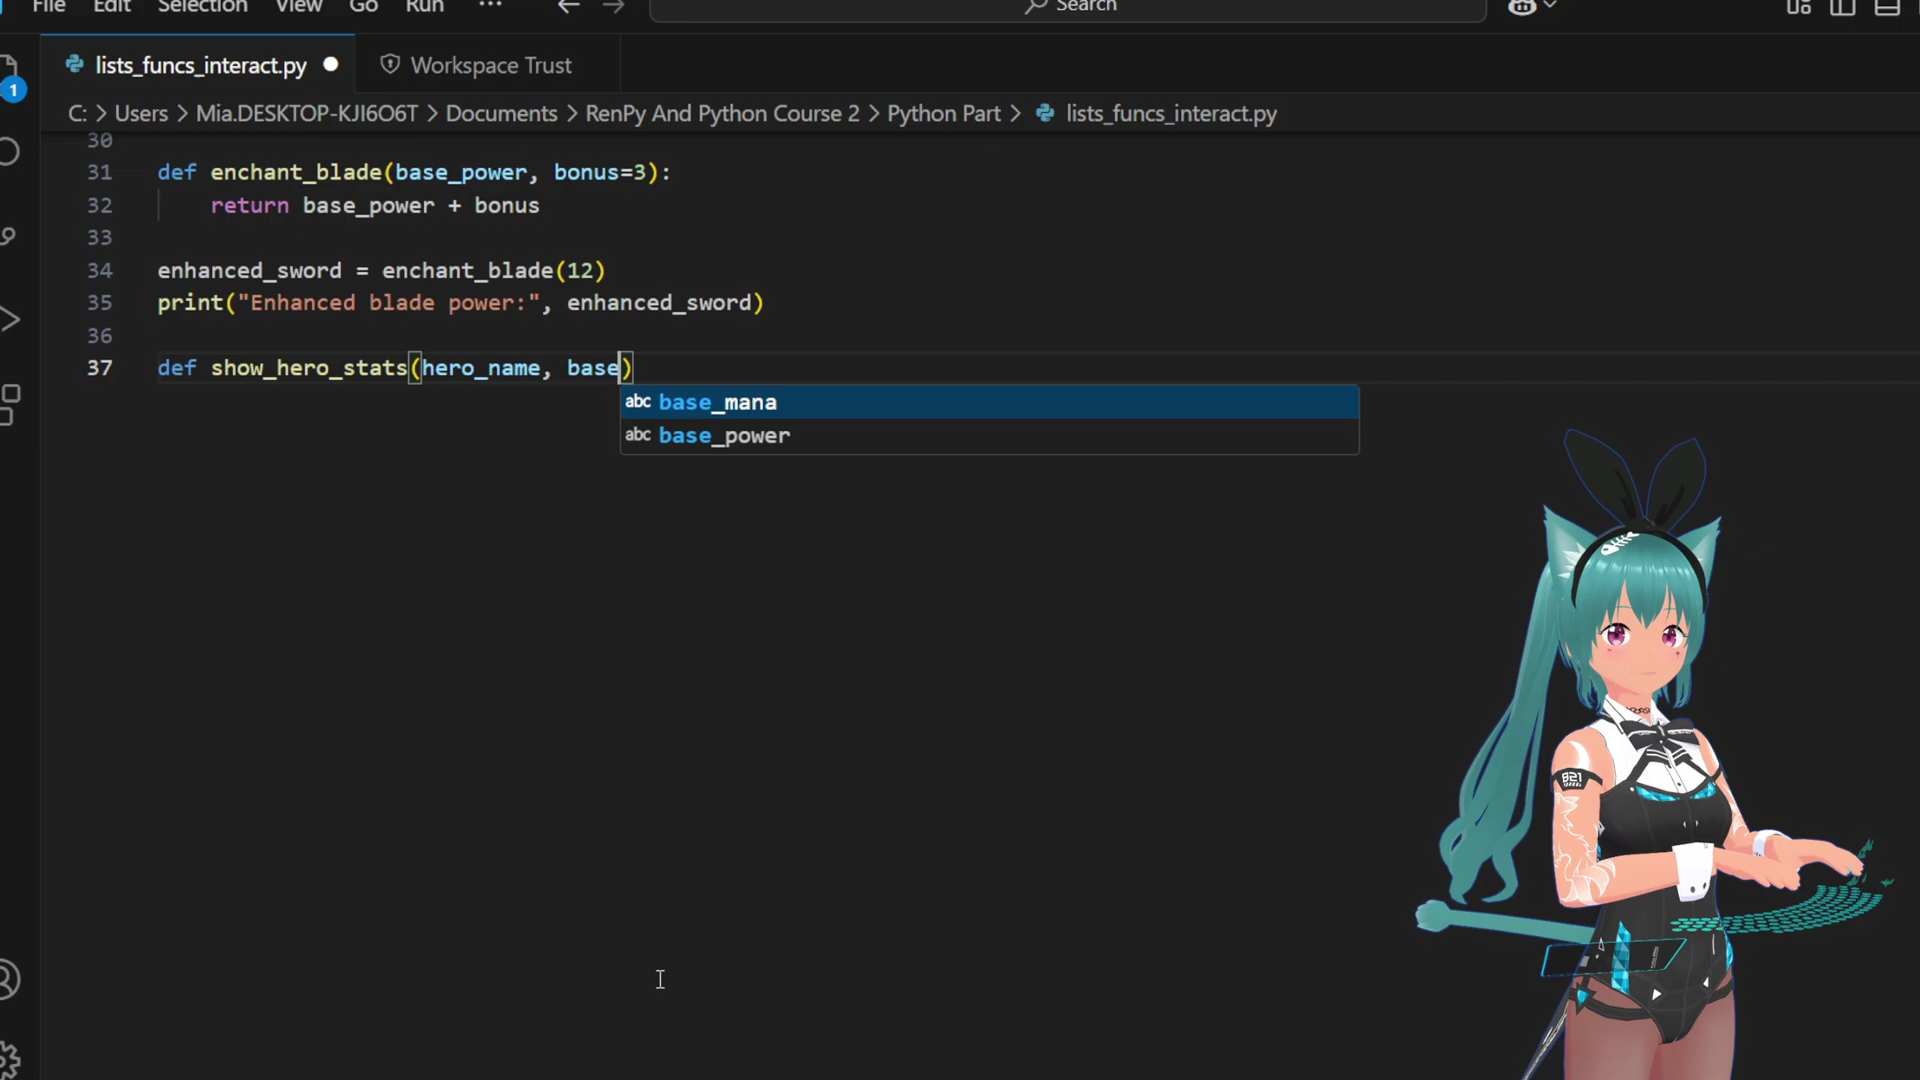 File Edit Selection View Go Run ··· Search
lists_funcs_interact.py Workspace Trust
1
C: > Users > Mia.DESKTOP-KJI6O6T > Documents > RenPy And Python Course 2 > Python Part > lists_funcs_interact.py
30
31 def enchant_blade(base_power, bonus=3):
32 return base_power + bonus
33
34 enhanced_sword = enchant_blade(12)
35 print("Enhanced blade power:", enhanced_sword)
36
37 def show_hero_stats(hero_name, base)
abc base_mana
abc base_power
B21